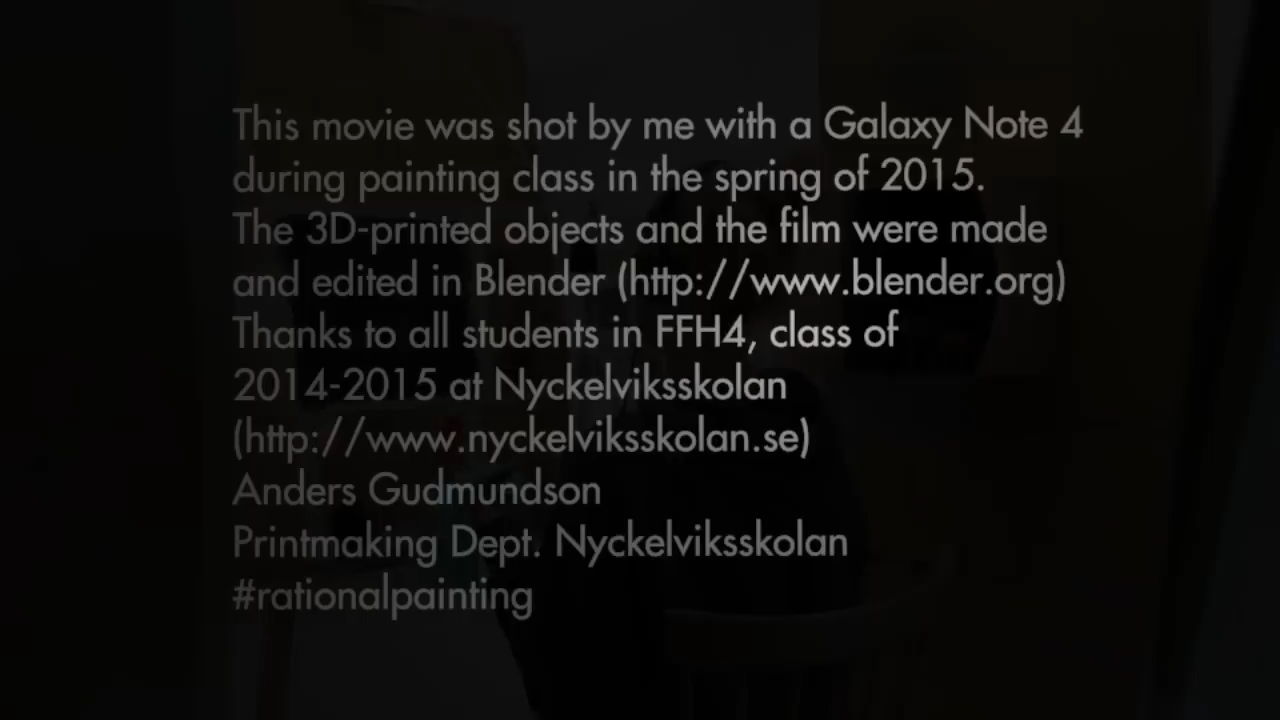 This movie was shot by me with a Galaxy Note 4
during painting class in the spring of 2015.
The 3D-printed objects and the film were made
and edited in Blender (http://www.blender.org)
Thanks to all students in FFH4, class of
2014-2015 at Nyckelviksskolan
(http://www.nyckelviksskolan.se)
Anders Gudmundson
Printmaking Dept. Nyckelviksskolan
#rationalpainting